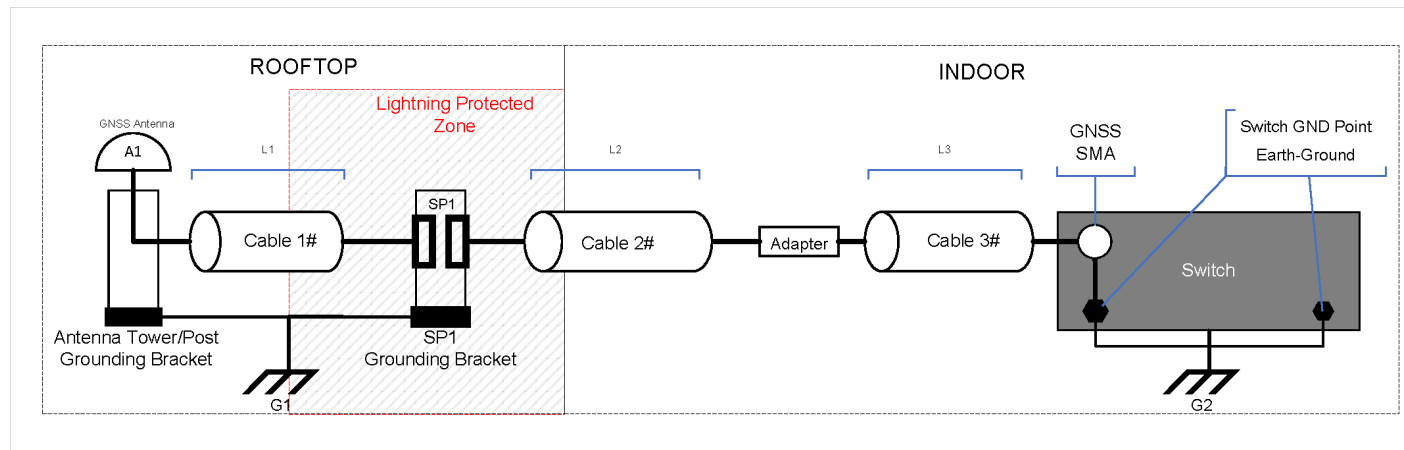 ROOFTOP
INDOOR
Lightning Protected
Zone
GNSS Antenna
A1
L1
SP1
L2
L3
GNSS
SMA
Switch GND Point
Earth-Ground
Cable 1#
Cable 2#
Adapter
Cable 3#
Switch
Antenna Tower/Post
Grounding Bracket
SP1
Grounding Bracket
G1
G2